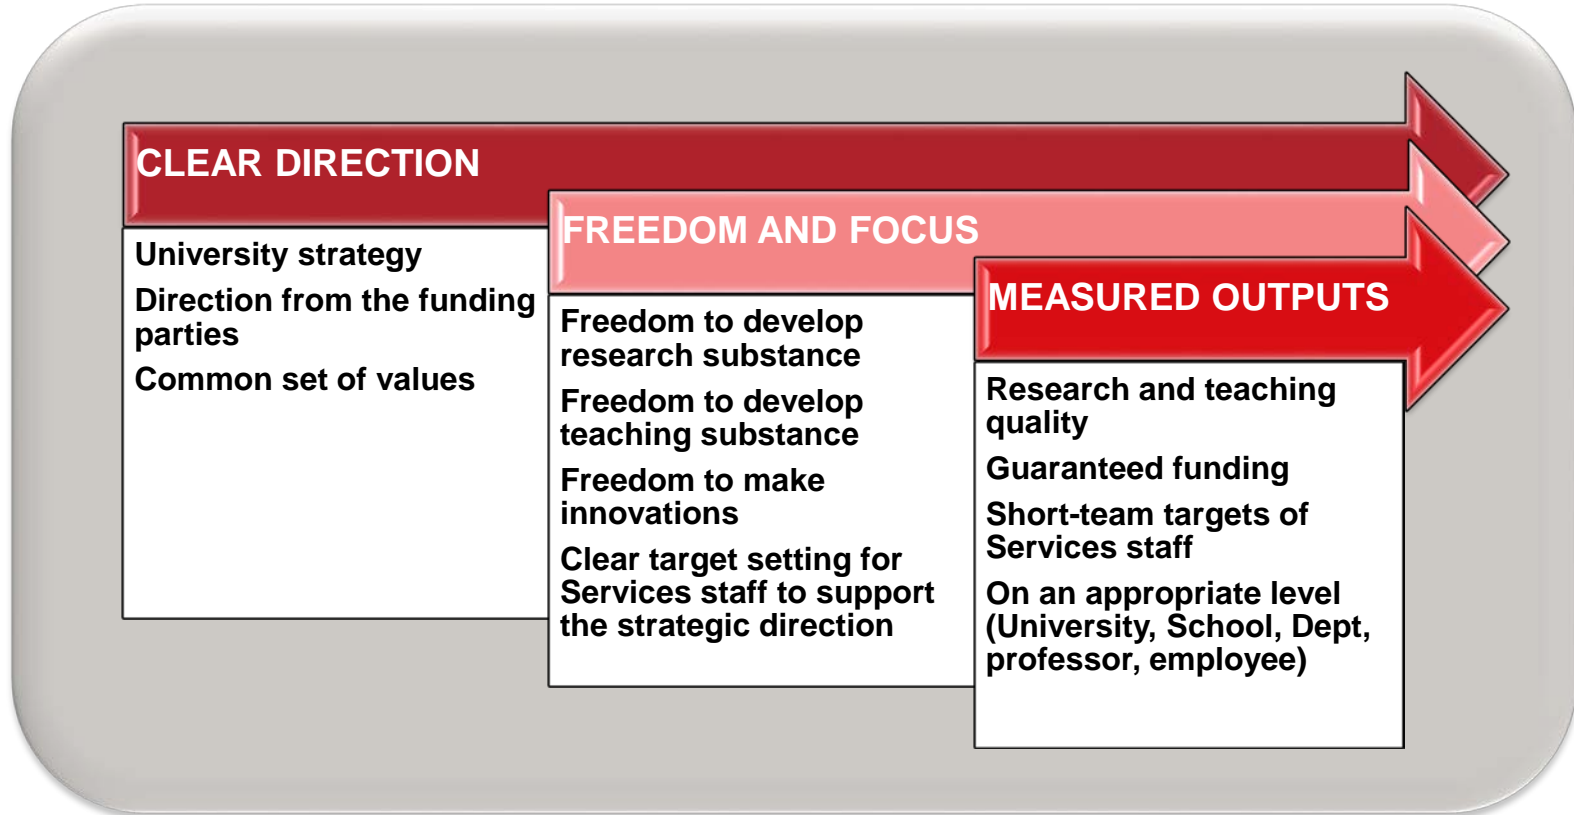 CLEAR DIRECTION
University strategy
Direction from the funding
parties
Common set of values
FREEDOM AND FOCUS
Freedom to develop
research substance
Freedom to develop
teaching substance
Freedom to make
innovations
Clear target setting for
Services staff to support
the strategic direction
MEASURED OUTPUTS
Research and teaching
quality
Guaranteed funding
Short-team targets of
Services staff
On an appropriate level
(University, School, Dept,
professor, employee)